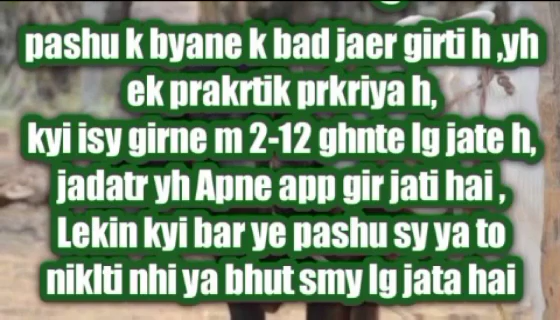 pashu k byane k bad jaer girti h ,yh
ek prakrtik prkriya h,
kyi isy girne m 2-12 ghnte lg jate h,
jadatr yh Apne app gir jati hai ,
Lekin kyi bar ye pashu sy ya to
niklti nhi ya bhut smy lg jata hai